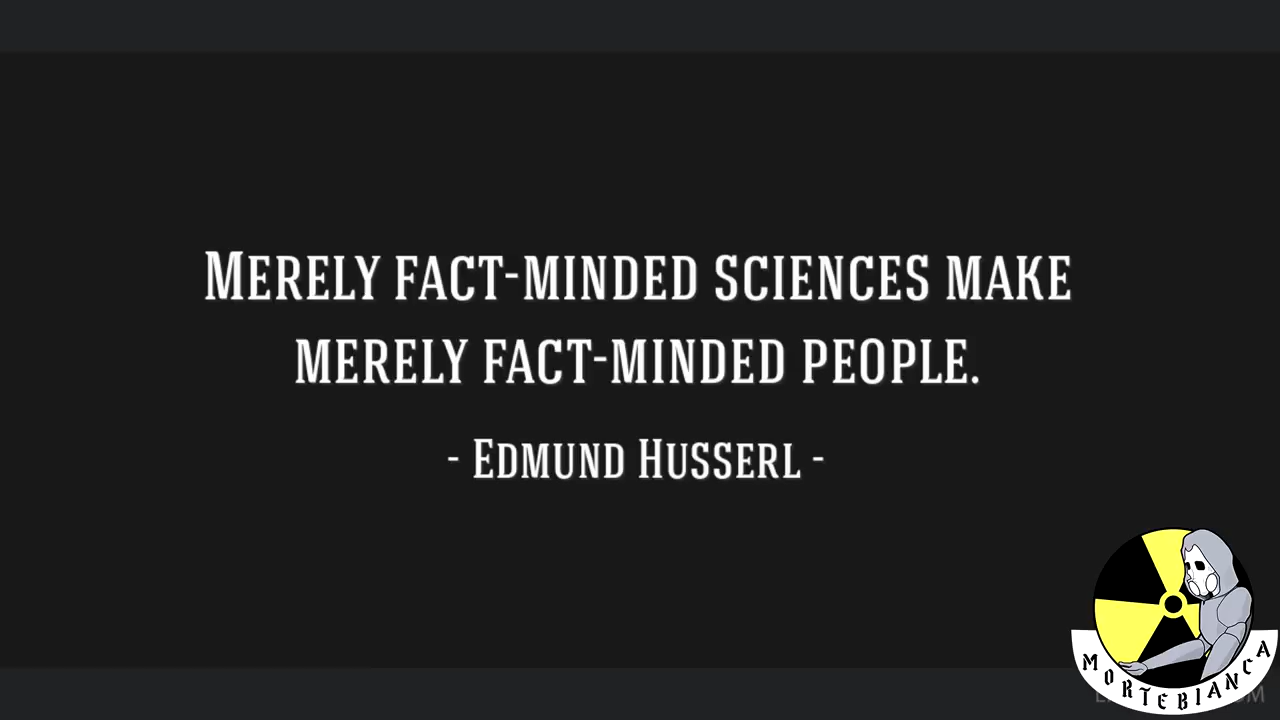 Merely fact-minded sciences make
merely fact-minded people.
- Edmund Husserl -
MORTEBIANCA